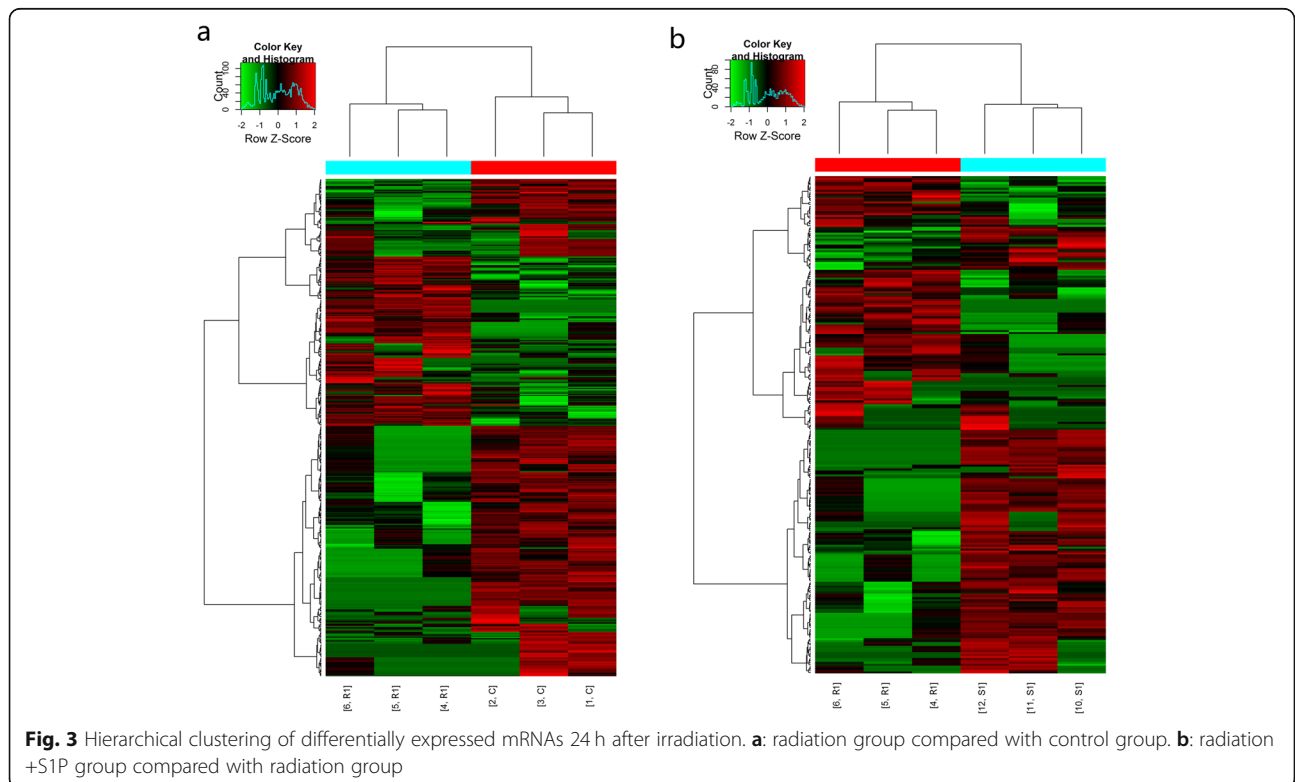 a
Color Key
and Histogram
Count
0 40 100
-2 -1 0 1 2
Row Z-Score
[6, R1]
[5, R1]
[4, R1]
[2, C]
[3, C]
[1, C]
b
Color Key
and Histogram
Count
0 40 80
-2 -1 0 1 2
Row Z-Score
[6, R1]
[5, R1]
[4, R1]
[12, S1]
[11, S1]
[10, S1]
Fig. 3 Hierarchical clustering of differentially expressed mRNAs 24 h after irradiation. a: radiation group compared with control group. b: radiation
+S1P group compared with radiation group